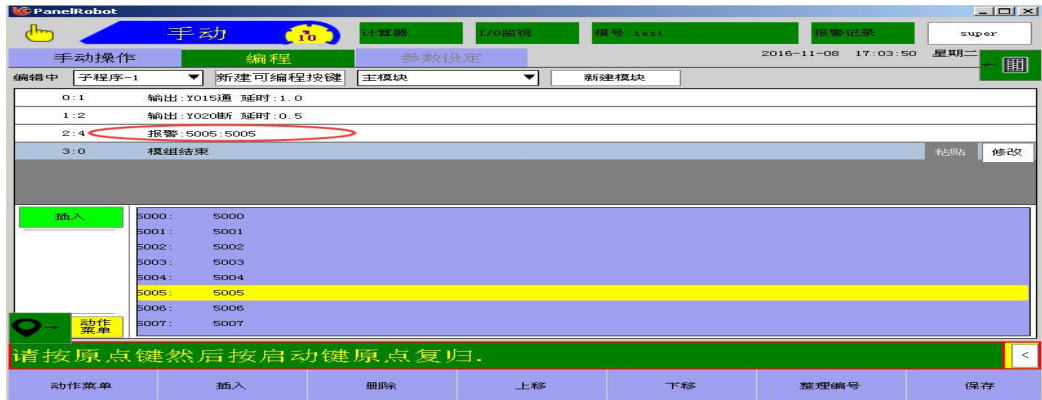 PanelRobot
手动 10 计算器 I/O监视 模号:test 报警记录 super
手动操作 编程 参数设定 2016-11-08 17:03:50 星期二
编辑中 子程序-1 新建可编程按键 主模块 新建模块
0:1 输出:Y015通 延时:1.0
1:2 输出:Y020断 延时:0.5
2:4 报警:5005:5005
3:0 模组结束 粘贴 修改
插入
5000: 5000
5001: 5001
5002: 5002
5003: 5003
5004: 5004
5005: 5005
5006: 5006
5007: 5007
动作菜单
请按原点键然后按启动键原点复归. <
动作菜单 插入 删除 上移 下移 整理编号 保存